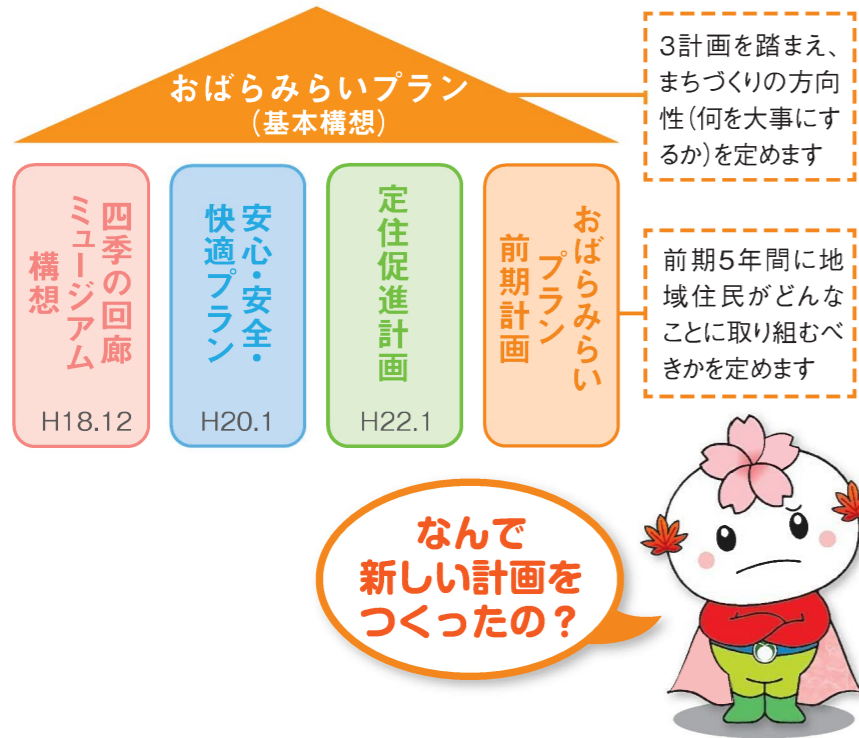 おばらみらいプラン
(基本構想)
3計画を踏まえ、
まちづくりの方向
性(何を大事にす
るか)を定めます
四季の回廊
ミュージアム
構想
H18.12
安心・安全・
快適プラン
H20.1
定住促進計画
H22.1
おばらみらい
プラン
前期計画
前期5年間に地
域住民がどんな
ことに取り組むべ
きかを定めます
なんで
新しい計画を
つくったの？